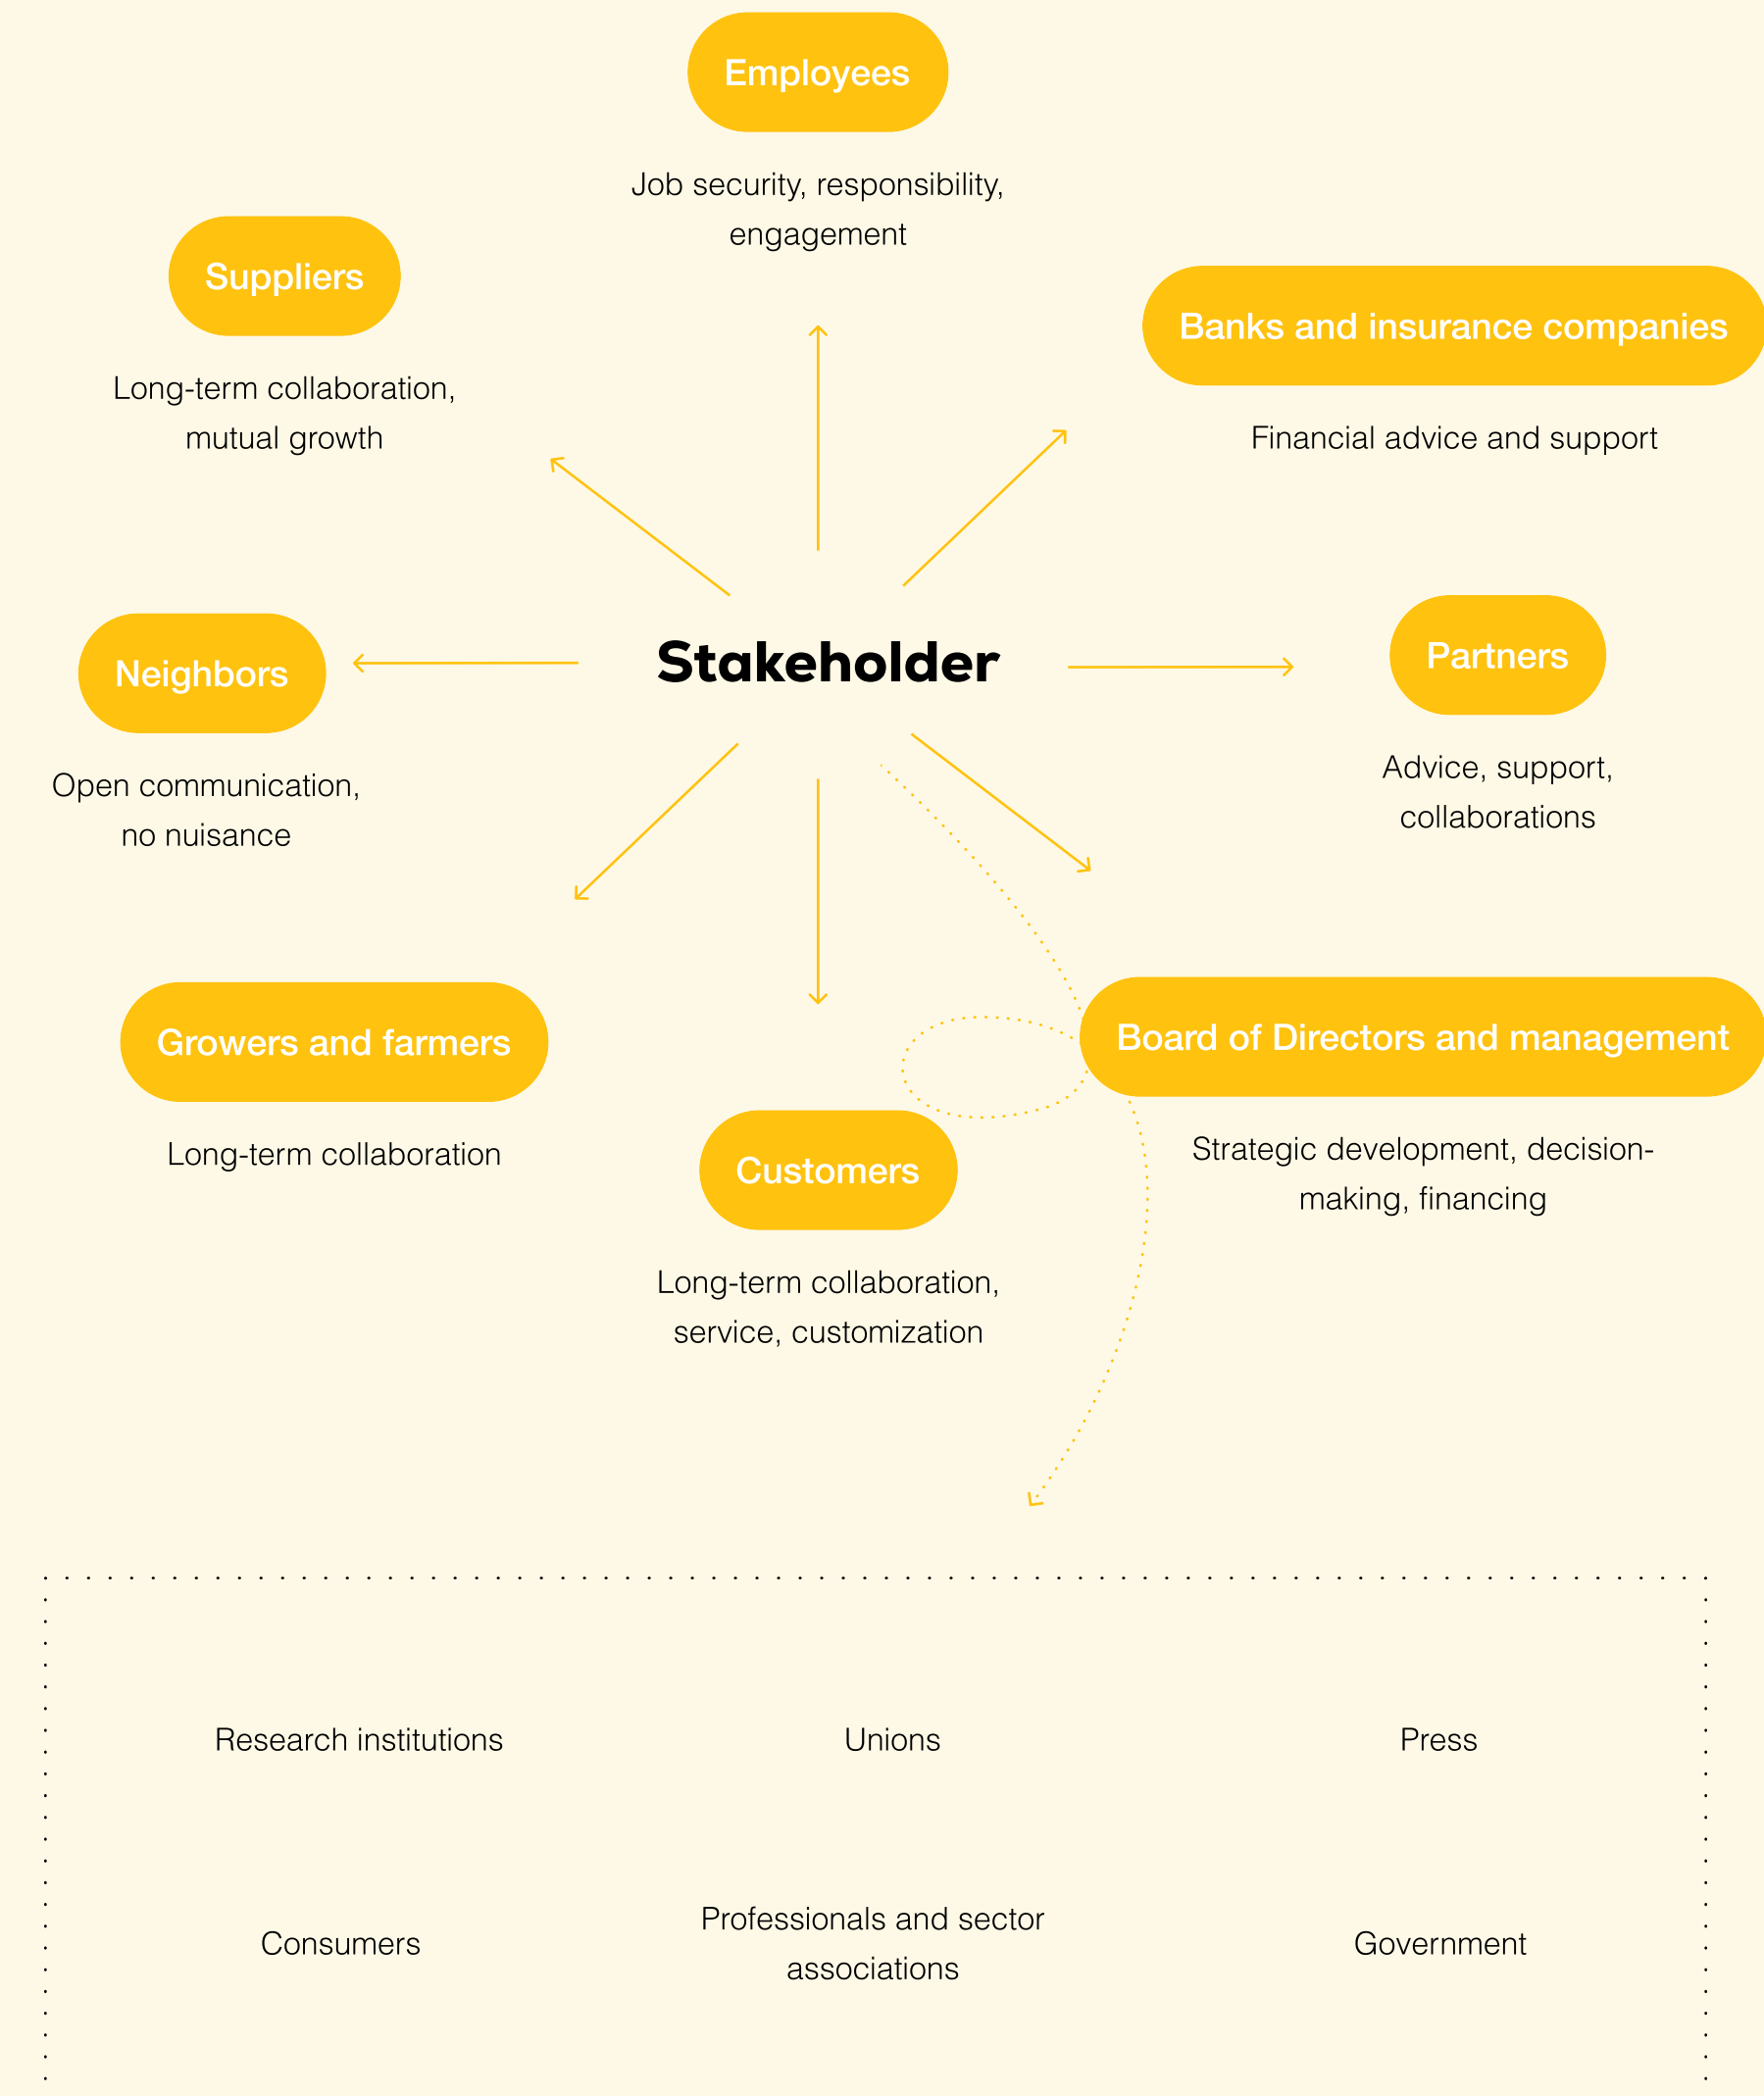 Employees
Job security, responsibility,
engagement
Suppliers
Long-term collaboration,
mutual growth
Banks and insurance companies
Financial advice and support
Stakeholder
Neighbors
Open communication,
no nuisance
Partners
Advice, support,
collaborations
Growers and farmers
Long-term collaboration
Customers
Long-term collaboration,
service, customization
Board of Directors and management
Strategic development, decision-
making, financing
Research institutions
Unions
Press
Consumers
Professionals and sector
associations
Government